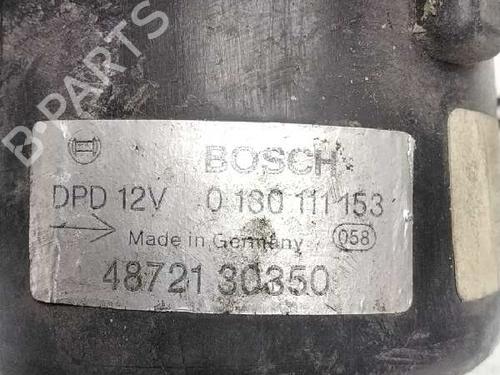 B-PARTS
BOSCH
DPD 12V 0 130 111 153
Made in Germany 058
48721 30350